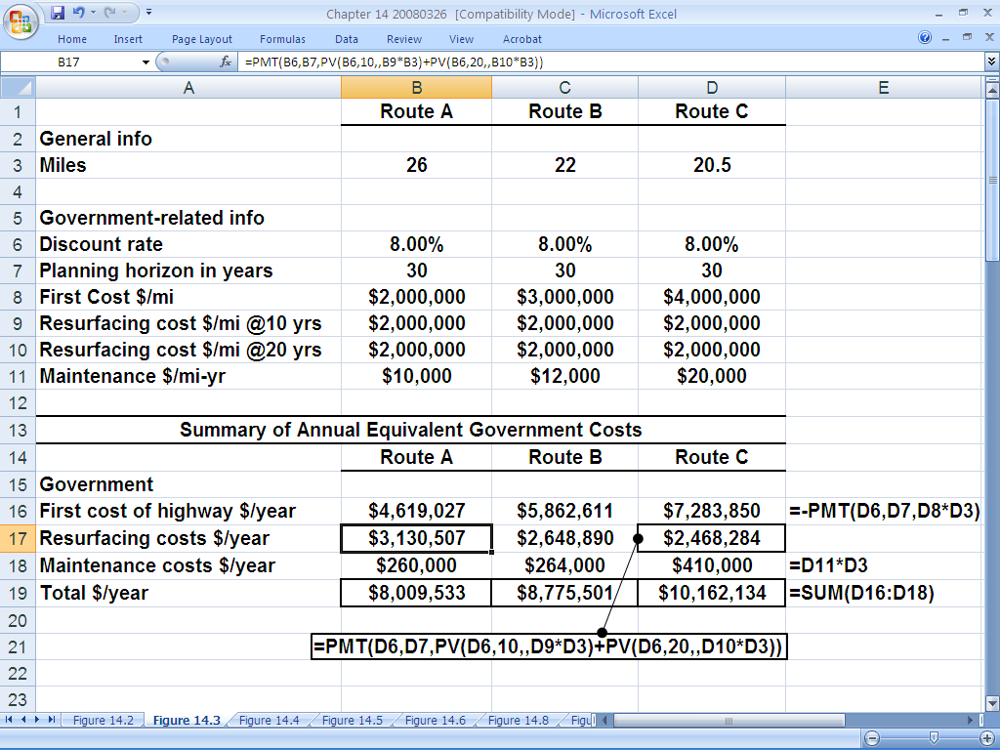 Chapter 14 20080326 [Compatibility Mode] - Microsoft Excel
Home Insert Page Layout Formulas Data Review View Acrobat
B17 fx =PMT(B6,B7,PV(B6,10,,B9*B3)+PV(B6,20,,B10*B3))
A B C D E
1 Route A Route B Route C
2 General info
3 Miles 26 22 20.5
4
5 Government-related info
6 Discount rate 8.00% 8.00% 8.00%
7 Planning horizon in years 30 30 30
8 First Cost $/mi $2,000,000 $3,000,000 $4,000,000
9 Resurfacing cost $/mi @10 yrs $2,000,000 $2,000,000 $2,000,000
10 Resurfacing cost $/mi @20 yrs $2,000,000 $2,000,000 $2,000,000
11 Maintenance $/mi-yr $10,000 $12,000 $20,000
12
13 Summary of Annual Equivalent Government Costs
14 Route A Route B Route C
15 Government
16 First cost of highway $/year $4,619,027 $5,862,611 $7,283,850 =-PMT(D6,D7,D8*D3)
17 Resurfacing costs $/year $3,130,507 $2,648,890 $2,468,284
18 Maintenance costs $/year $260,000 $264,000 $410,000 =D11*D3
19 Total $/year $8,009,533 $8,775,501 $10,162,134 =SUM(D16:D18)
20
21 =PMT(D6,D7,PV(D6,10,,D9*D3)+PV(D6,20,,D10*D3))
22
23
Figure 14.2 Figure 14.3 Figure 14.4 Figure 14.5 Figure 14.6 Figure 14.8 Figu